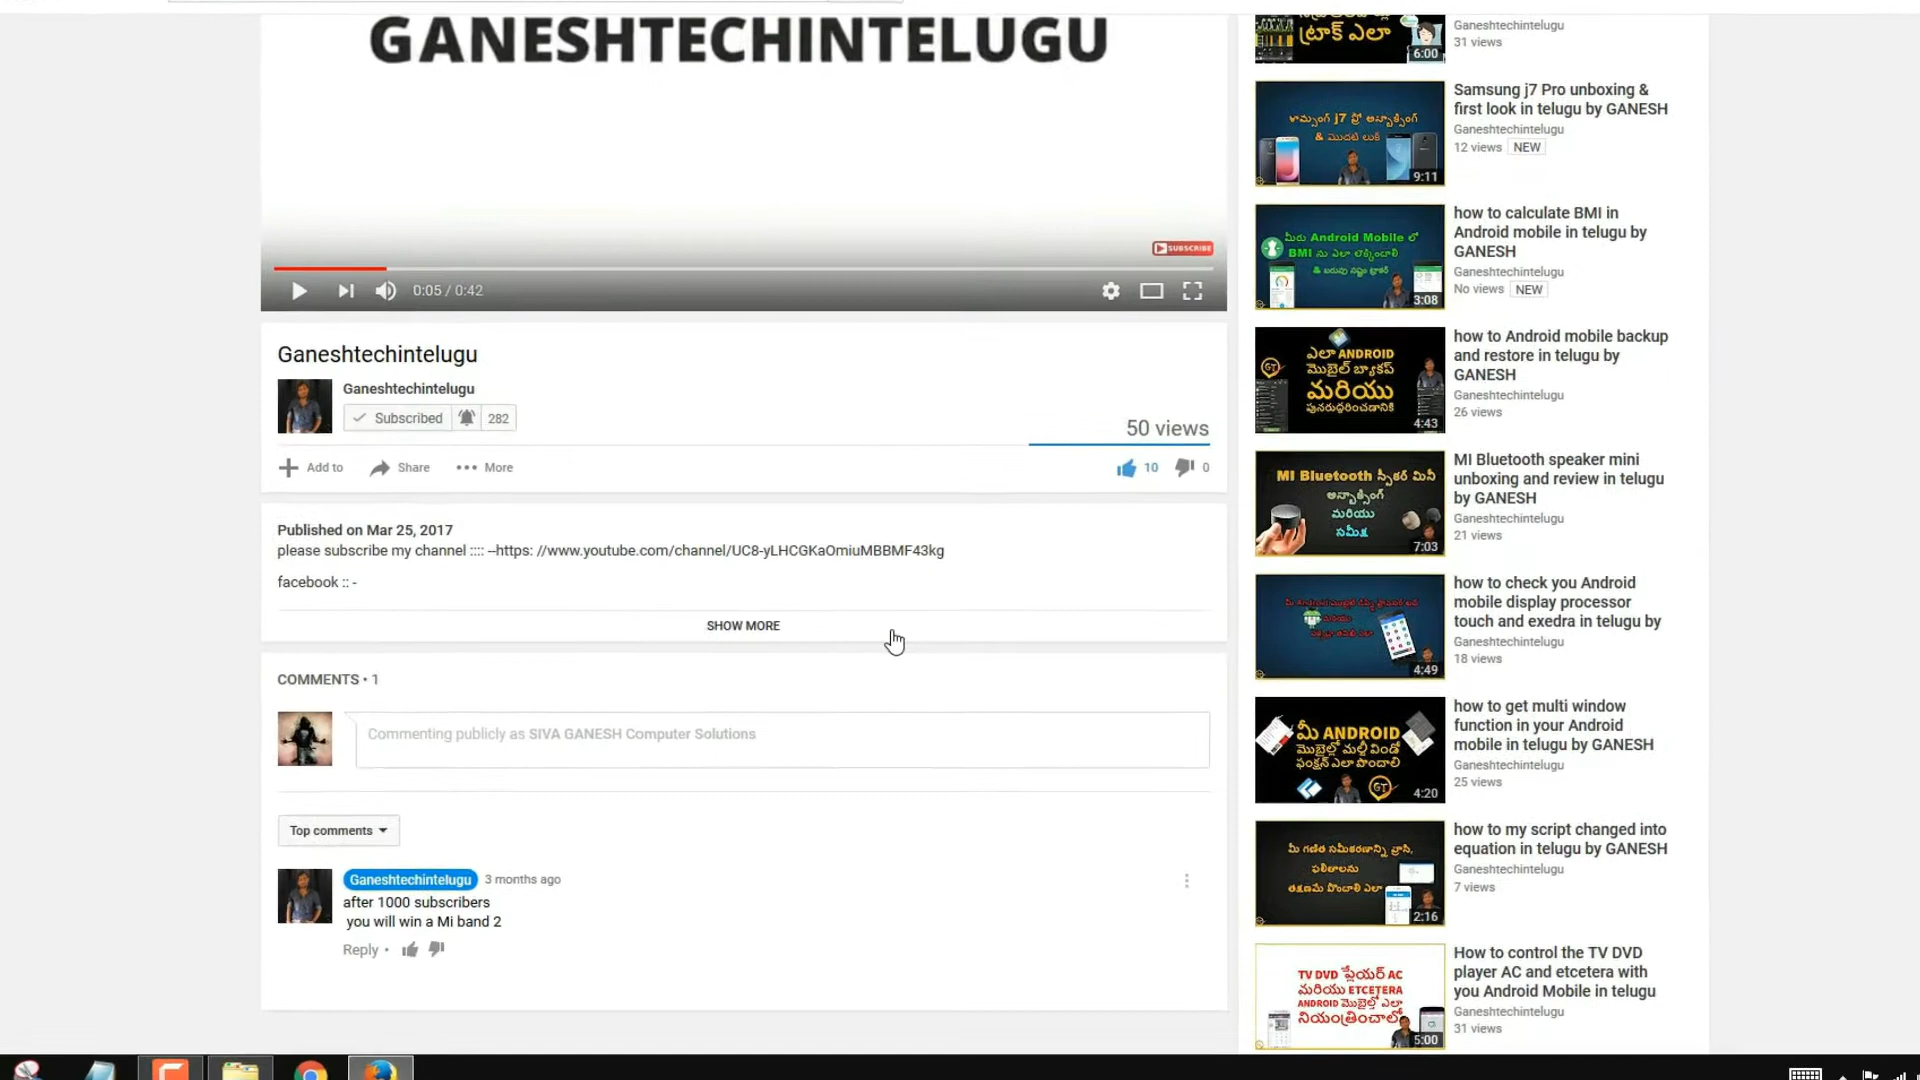 GANESHTECHINTELUGU
SUBSCRIBE
0:05 / 0:42
Ganeshtechintelugu
Ganeshtechintelugu
Subscribed 282
50 views
Add to Share More
10 0
Published on Mar 25, 2017
please subscribe my channel :::: --https: //www.youtube.com/channel/UC8-yLHCGKaOmiuMBBMF43kg
facebook :: -
SHOW MORE
COMMENTS • 1
Commenting publicly as SIVA GANESH Computer Solutions
Top comments
Ganeshtechintelugu 3 months ago
after 1000 subscribers
you will win a Mi band 2
Reply •
ట్రాక్ ఎలా
6:00
Ganeshtechintelugu
31 views
శామ్సంగ్ j7 ప్రో అన్బాక్సింగ్
& మొదటి లుక్
9:11
Samsung j7 Pro unboxing &
first look in telugu by GANESH
Ganeshtechintelugu
12 views NEW
మీరు Android Mobile లో
BMI ను ఎలా లెక్కించాలి
& బరువు నష్టం ట్రాకర్
3:08
how to calculate BMI in
Android mobile in telugu by
GANESH
Ganeshtechintelugu
No views NEW
ఎలా ANDROID
మొబైల్ బ్యాకప్
మరియు
పునరుద్ధరించడానికి
GT
4:43
how to Android mobile backup
and restore in telugu by
GANESH
Ganeshtechintelugu
26 views
MI Bluetooth స్పీకర్ మినీ
అన్బాక్సింగ్
మరియు
సమీక్ష
7:03
MI Bluetooth speaker mini
unboxing and review in telugu
by GANESH
Ganeshtechintelugu
21 views
4:49
how to check you Android
mobile display processor
touch and exedra in telugu by
Ganeshtechintelugu
18 views
మీ ANDROID
మొబైల్లో మల్టీ విండో
ఫంక్షన్ ఎలా పొందాలి
GT
4:20
how to get multi window
function in your Android
mobile in telugu by GANESH
Ganeshtechintelugu
25 views
మీ గణిత సమీకరణాన్ని వ్రాసి,
ఫలితాలను
తక్షణమే పొందాలి ఎలా
2:16
how to my script changed into
equation in telugu by GANESH
Ganeshtechintelugu
7 views
TV DVD ప్లేయర్ AC
మరియు ETCETERA
ANDROID మొబైల్తో ఎలా
నియంత్రించాలో
5:00
How to control the TV DVD
player AC and etcetera with
you Android Mobile in telugu
Ganeshtechintelugu
31 views